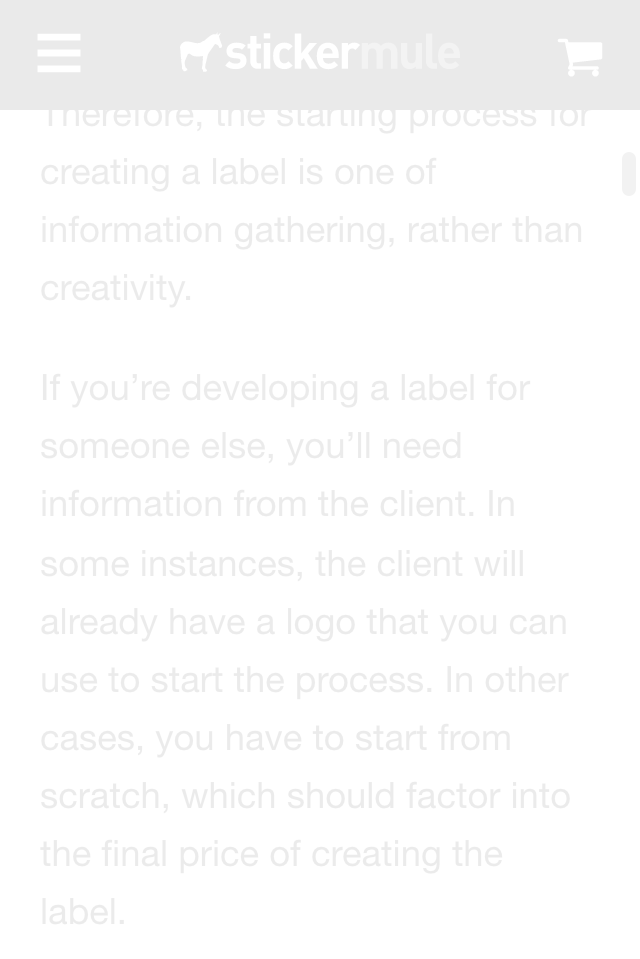 stickermule
Therefore, the starting process for
creating a label is one of
information gathering, rather than
creativity.
If you’re developing a label for
someone else, you’ll need
information from the client. In
some instances, the client will
already have a logo that you can
use to start the process. In other
cases, you have to start from
scratch, which should factor into
the final price of creating the
label.